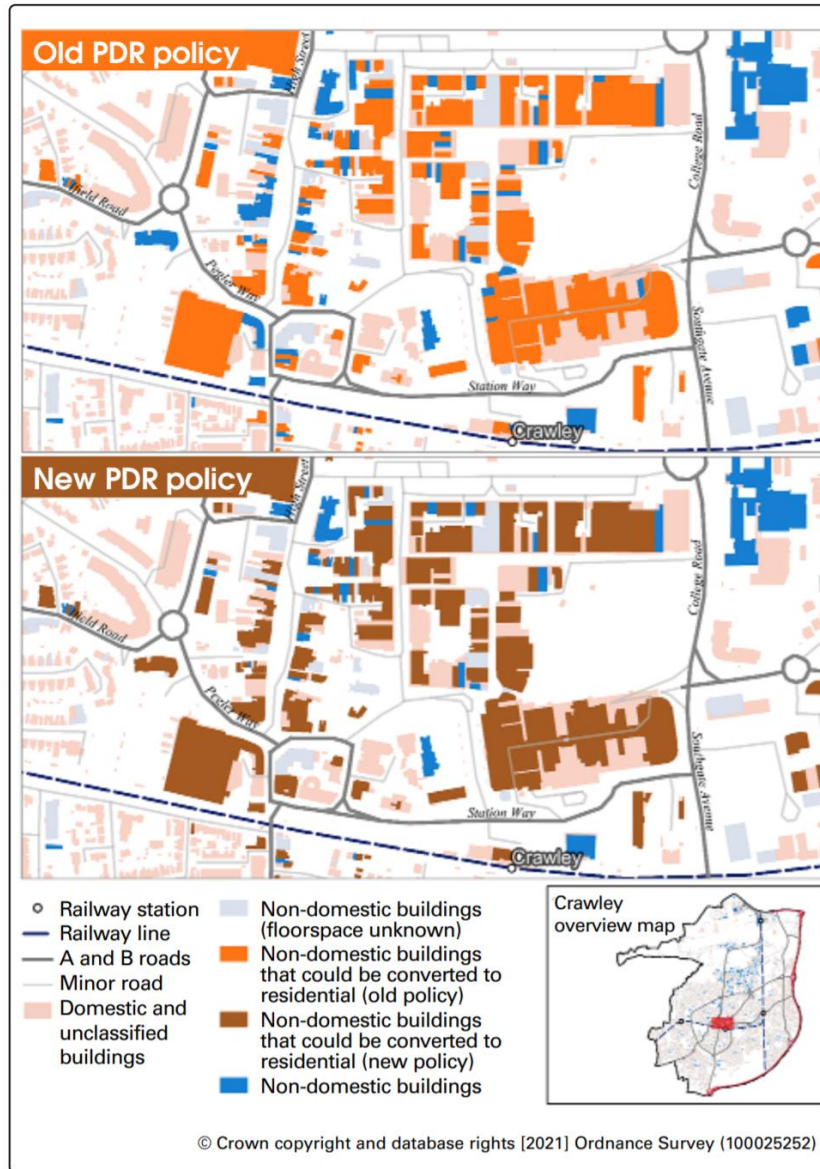 Old PDR policy
High Street
College Road
Ifield Road
Pegler Way
Southgate Avenue
Station Way
Crawley
New PDR policy
High Street
College Road
Ifield Road
Pegler Way
Southgate Avenue
Station Way
Crawley
Railway station
Railway line
A and B roads
Minor road
Domestic and
unclassified
buildings
Non-domestic buildings
(floorspace unknown)
Non-domestic buildings
that could be converted to
residential (old policy)
Non-domestic buildings
that could be converted to
residential (new policy)
Non-domestic buildings
Crawley
overview map
© Crown copyright and database rights [2021] Ordnance Survey (100025252)